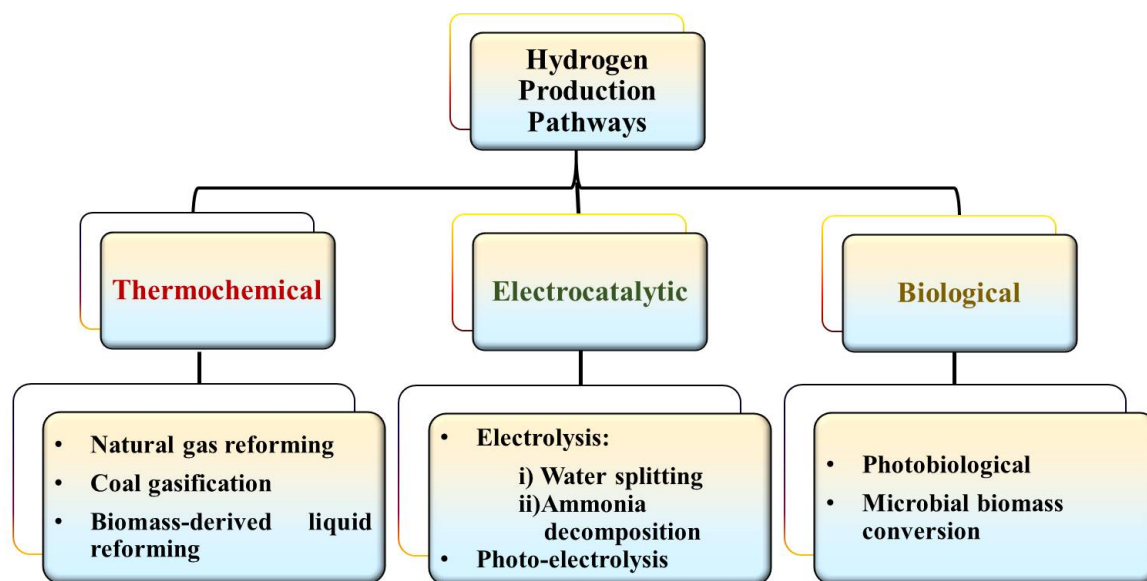 Hydrogen
Production
Pathways
Thermochemical
Electrocatalytic
Biological
• Natural gas reforming
• Coal gasification
• Biomass-derived liquid
reforming
• Electrolysis:
i) Water splitting
ii)Ammonia
decomposition
• Photo-electrolysis
• Photobiological
• Microbial biomass
conversion